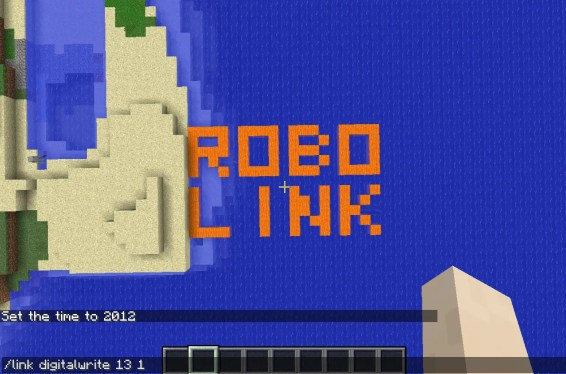 ROBO
LINK
Set the time to 2012
/link digitalwrite 13 1